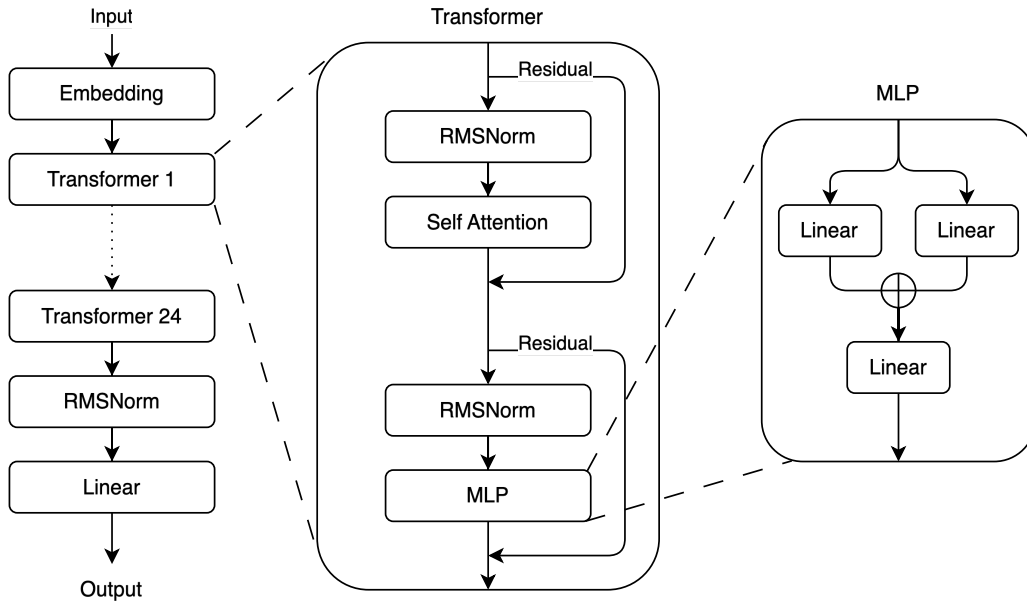 Input
Embedding
Transformer 1
Transformer 24
RMSNorm
Linear
Output
Transformer
Residual
RMSNorm
Self Attention
Residual
RMSNorm
MLP
MLP
Linear
Linear
Linear